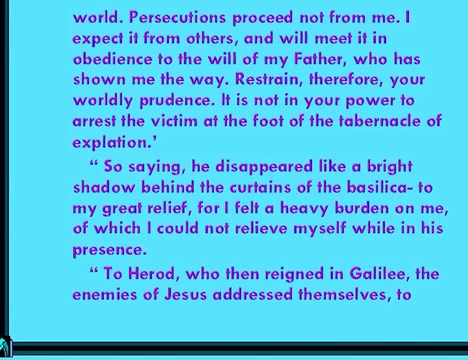 world. Persecutions proceed not from me. I
expect it from others, and will meet it in
obedience to the will of my Father, who has
shown me the way. Restrain, therefore, your
worldly prudence. It is not in your power to
arrest the victim at the foot of the tabernacle of
explation.'
“ So saying, he disappeared like a bright
shadow behind the curtains of the basilica- to
my great relief, for I felt a heavy burden on me,
of which I could not relieve myself while in his
presence.
“ To Herod, who then reigned in Galilee, the
enemies of Jesus addressed themselves, to